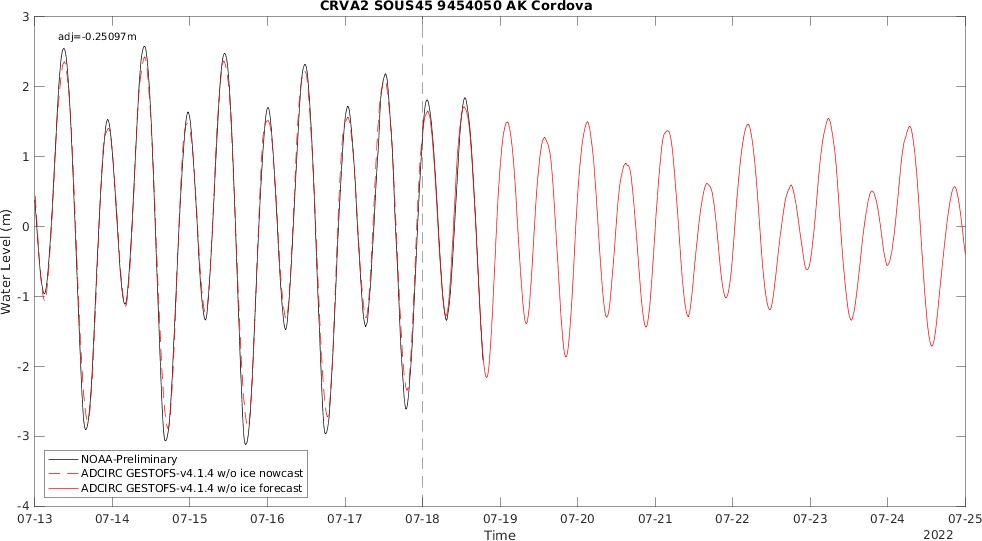 CRVA2 SOUS45 9454050 AK Cordova
adj=-0.25097m
3
2
1
0
-1
-2
-3
-4
Water Level (m)
NOAA-Preliminary
ADCIRC GESTOFS-v4.1.4 w/o ice nowcast
ADCIRC GESTOFS-v4.1.4 w/o ice forecast
07-13 07-14 07-15 07-16 07-17 07-18 07-19 07-20 07-21 07-22 07-23 07-24 07-25
Time
2022